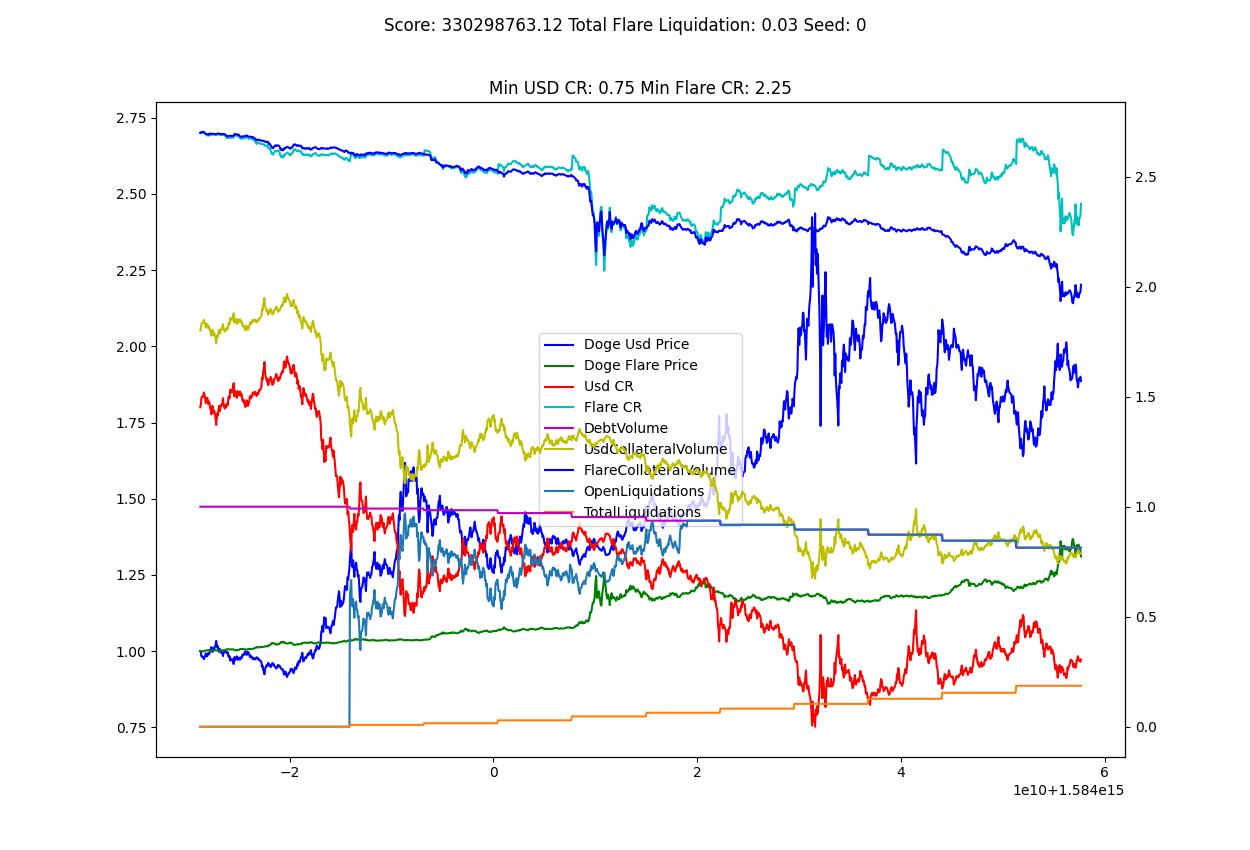 Score: 330298763.12 Total Flare Liquidation: 0.03 Seed: 0
Min USD CR: 0.75 Min Flare CR: 2.25
2.75
2.50
2.25
2.00
1.75
1.50
1.25
1.00
0.75
2.5
2.0
1.5
1.0
0.5
0.0
Doge Usd Price
Doge Flare Price
Usd CR
Flare CR
DebtVolume
UsdCollateralVolume
FlareCollateralVolume
OpenLiquidations
TotalLiquidations
−2
0
2
4
6
1e10+1.584e15